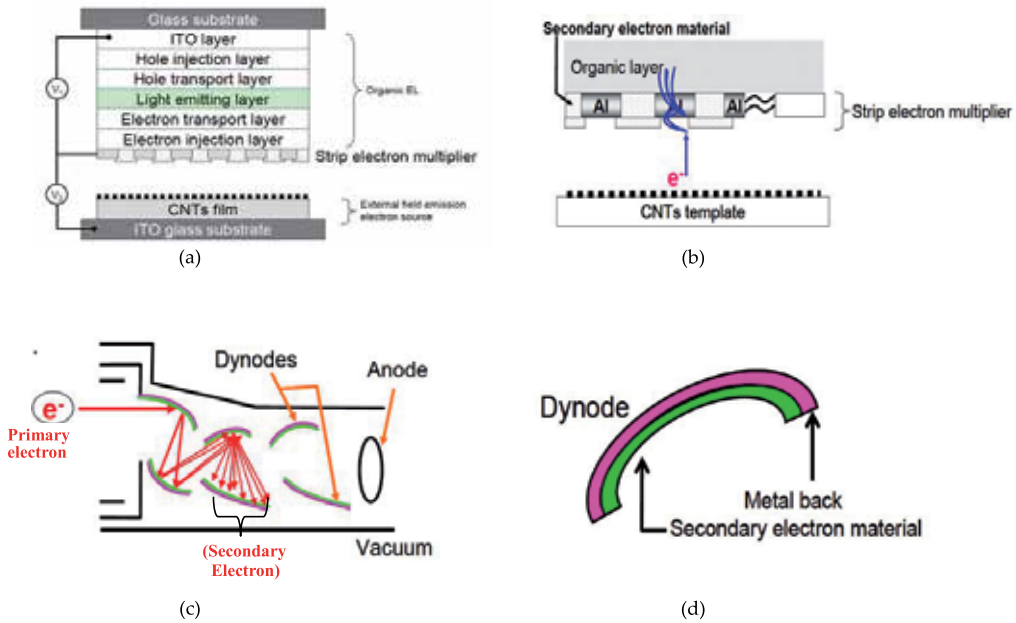 Glass substrate
ITO layer
Hole injection layer
Hole transport layer
Light emitting layer
Electron transport layer
Electron injection layer
Organic EL
Strip electron multiplier
CNTs film
ITO glass substrate
External field emission
electron source
(a)
Secondary electron material
Organic layer
Al
Al
Strip electron multiplier
e-
CNTs template
(b)
Dynodes
Anode
e-
Primary
electron
(Secondary
Electron)
Vacuum
(c)
Dynode
Metal back
Secondary electron material
(d)